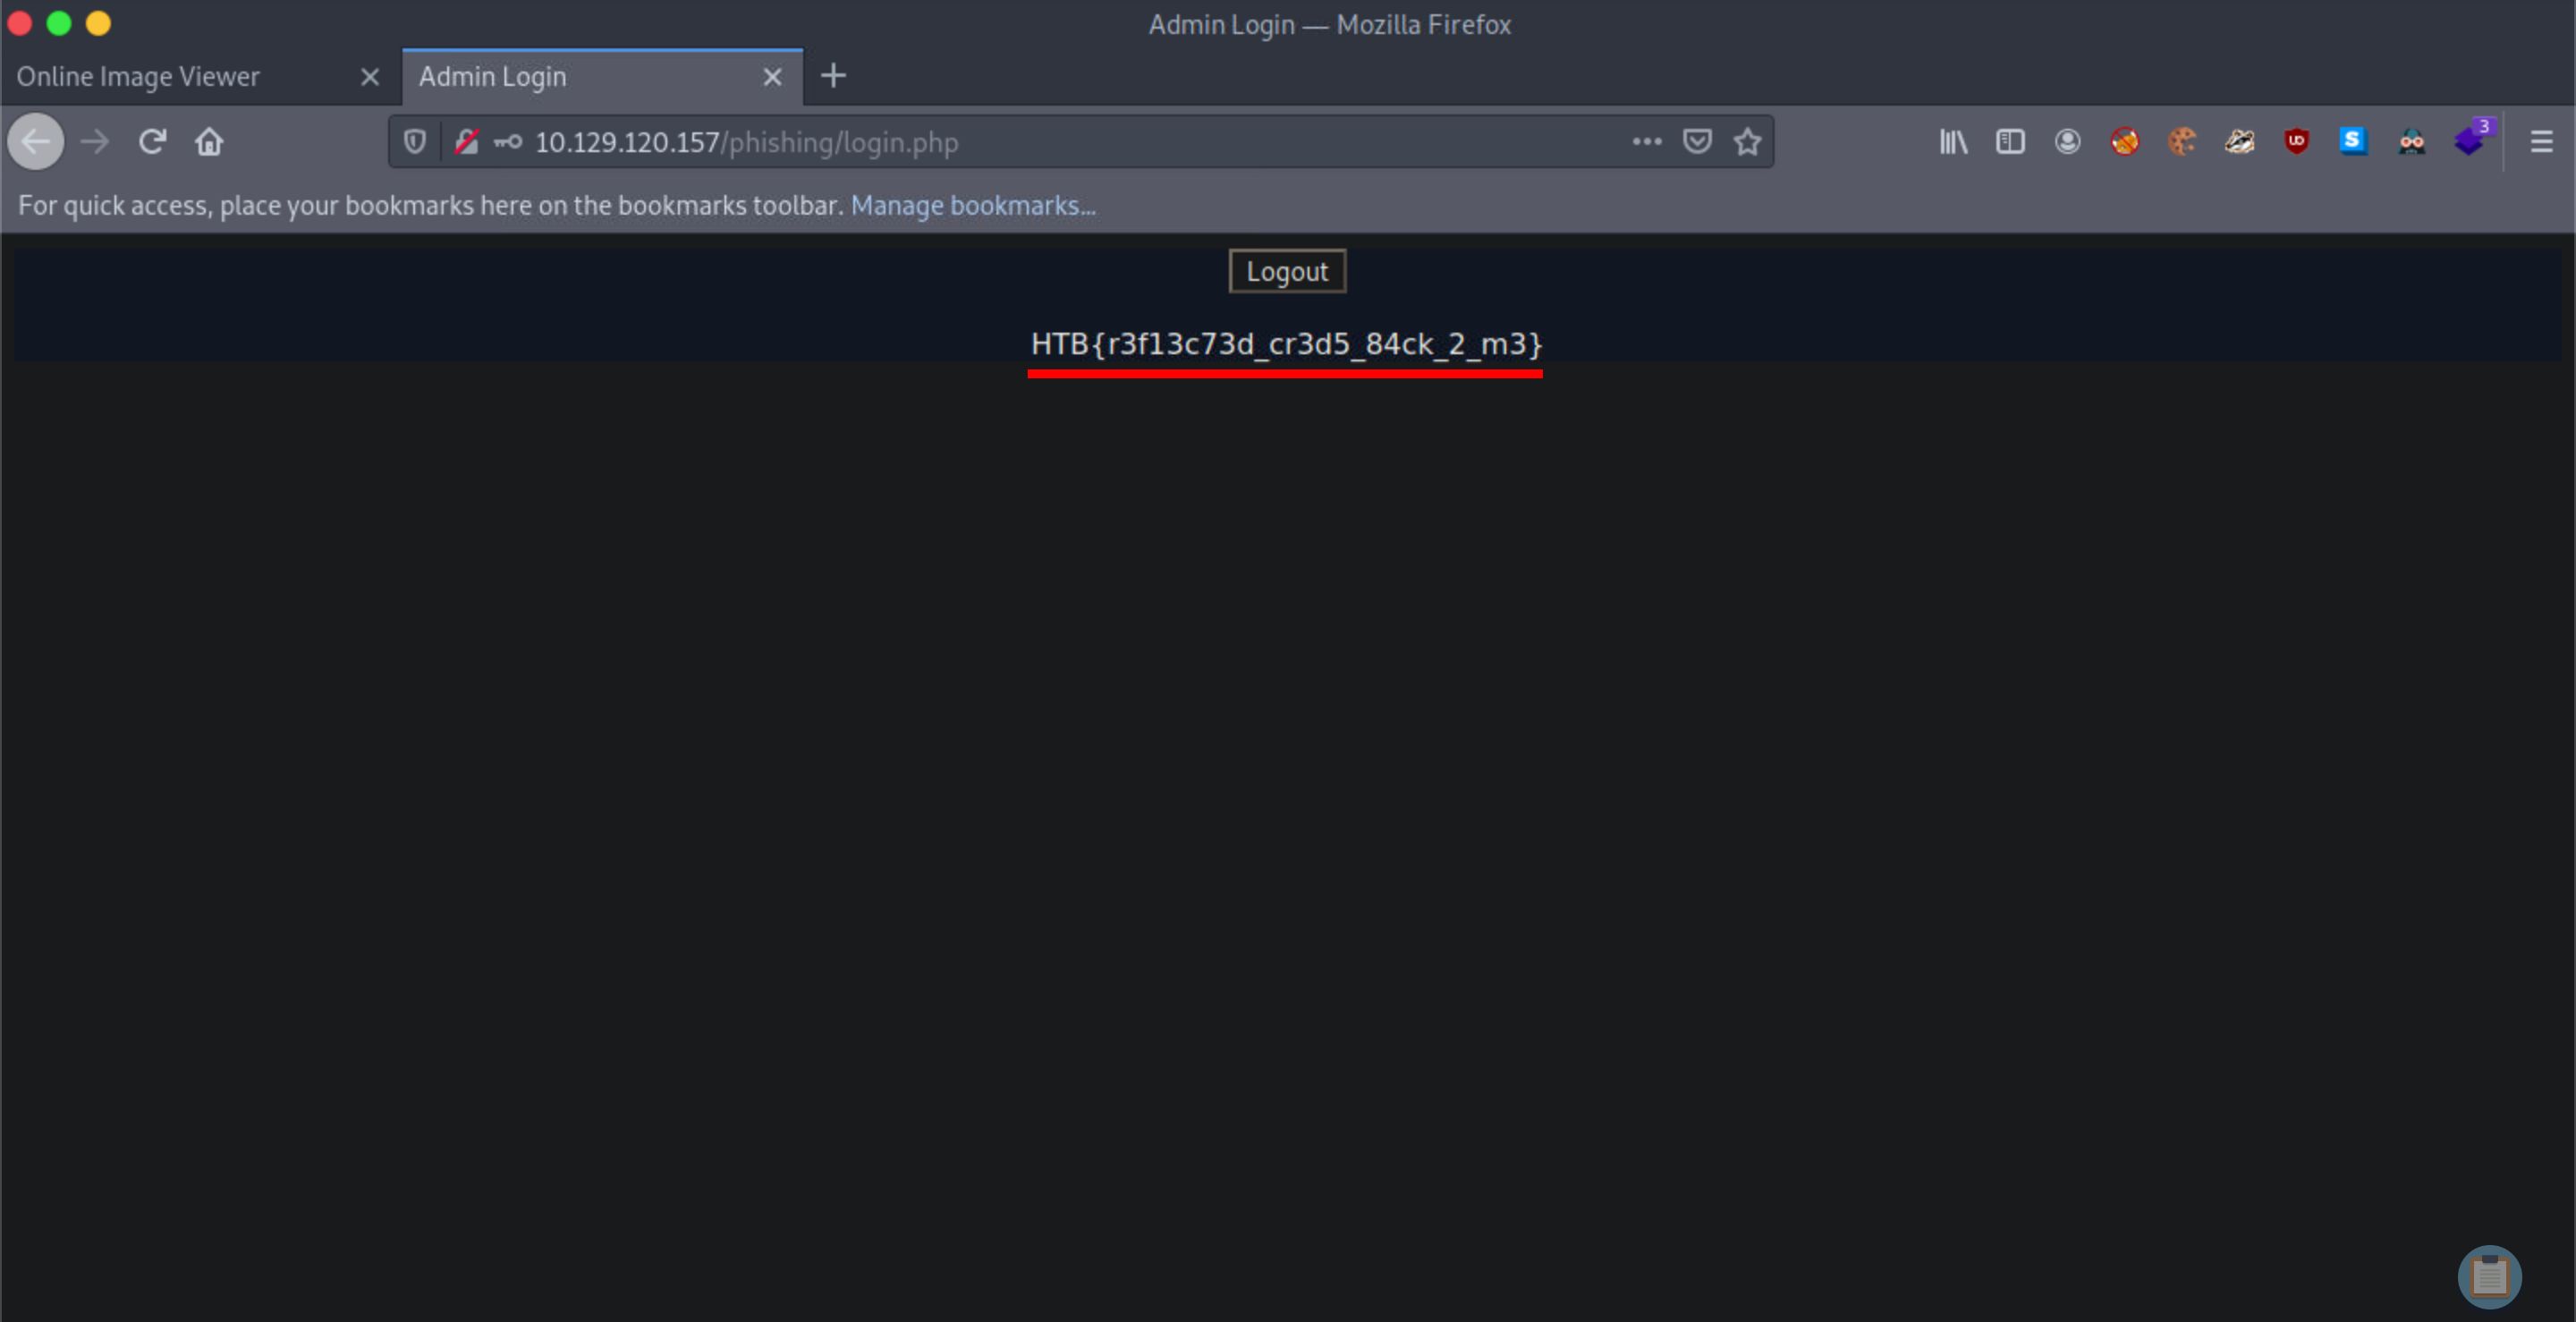 Admin Login — Mozilla Firefox
Online Image Viewer
Admin Login
10.129.120.157/phishing/login.php
S
3
For quick access, place your bookmarks here on the bookmarks toolbar. Manage bookmarks...
Logout
HTB{r3f13c73d_cr3d5_84ck_2_m3}